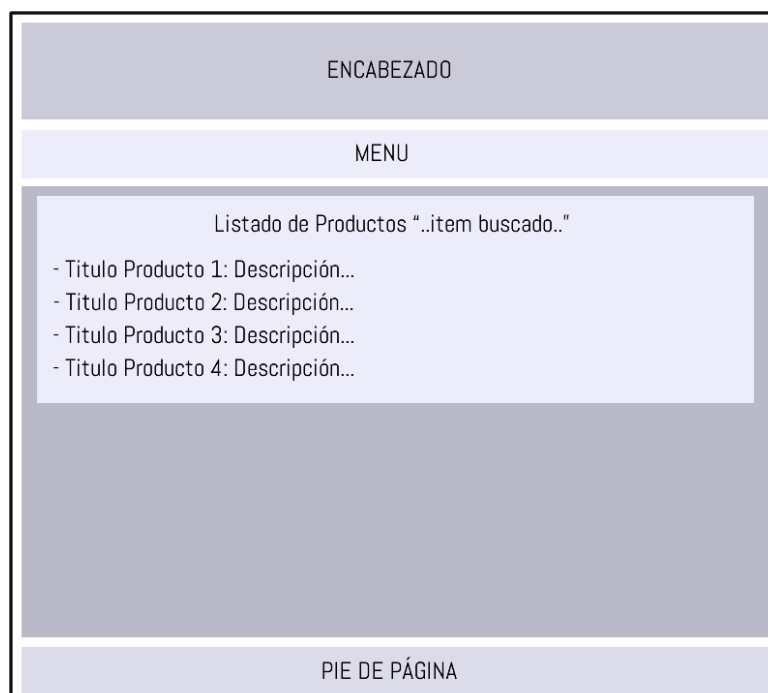 ENCABEZADO
MENU
Listado de Productos “..item buscado..”
- Titulo Producto 1: Descripción...
- Titulo Producto 2: Descripción...
- Titulo Producto 3: Descripción...
- Titulo Producto 4: Descripción...
PIE DE PÁGINA